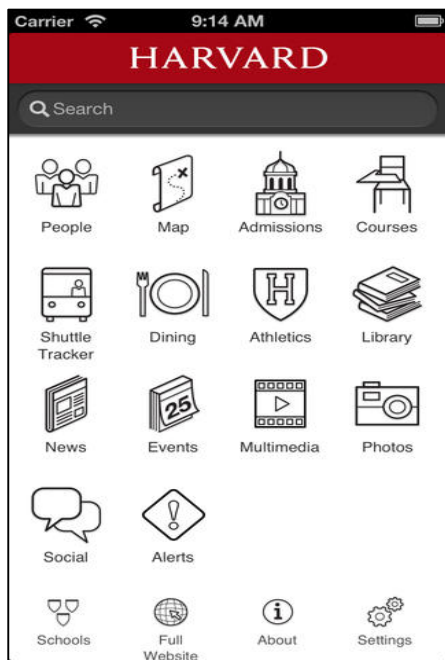 Carrier 9:14 AM
HARVARD
Search
People Map Admissions Courses
Shuttle Tracker Dining Athletics Library
H
25
News Events Multimedia Photos
Social Alerts
Schools Full Website About Settings